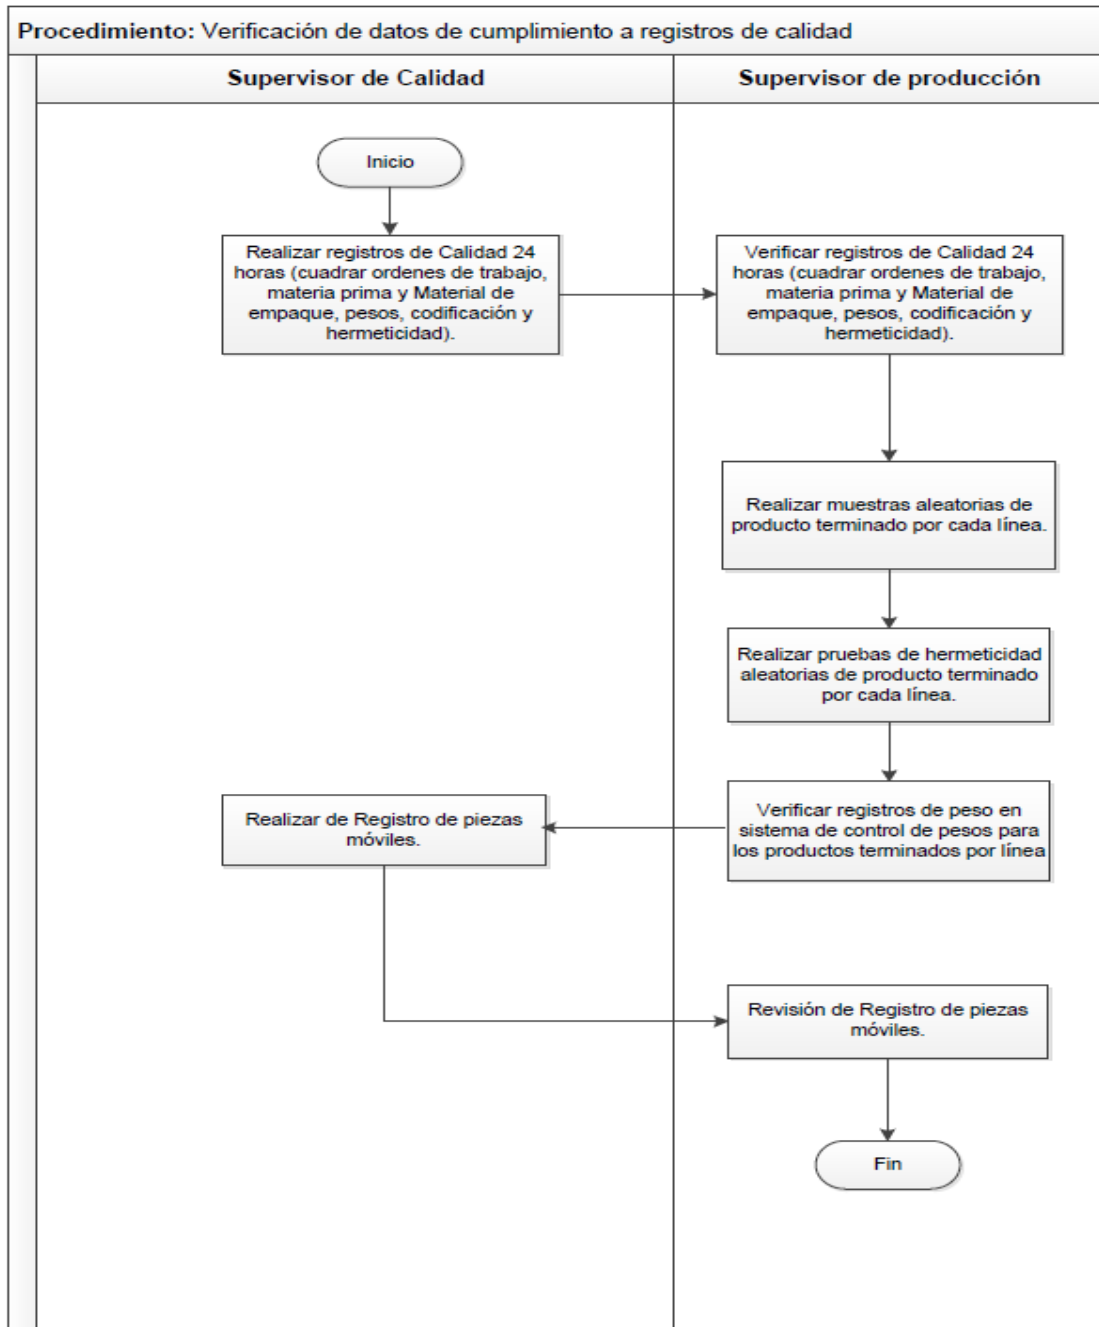 Procedimiento: Verificación de datos de cumplimiento a registros de calidad
Supervisor de Calidad
Supervisor de producción
Inicio
Realizar registros de Calidad 24
horas (cuadrar ordenes de trabajo,
materia prima y Material de
empaque, pesos, codificación y
hermeticidad).
Verificar registros de Calidad 24
horas (cuadrar ordenes de trabajo,
materia prima y Material de
empaque, pesos, codificación y
hermeticidad).
Realizar muestras aleatorias de
producto terminado por cada línea.
Realizar pruebas de hermeticidad
aleatorias de producto terminado
por cada línea.
Verificar registros de peso en
sistema de control de pesos para
los productos terminados por línea
Realizar de Registro de piezas
móviles.
Revisión de Registro de piezas
móviles.
Fin